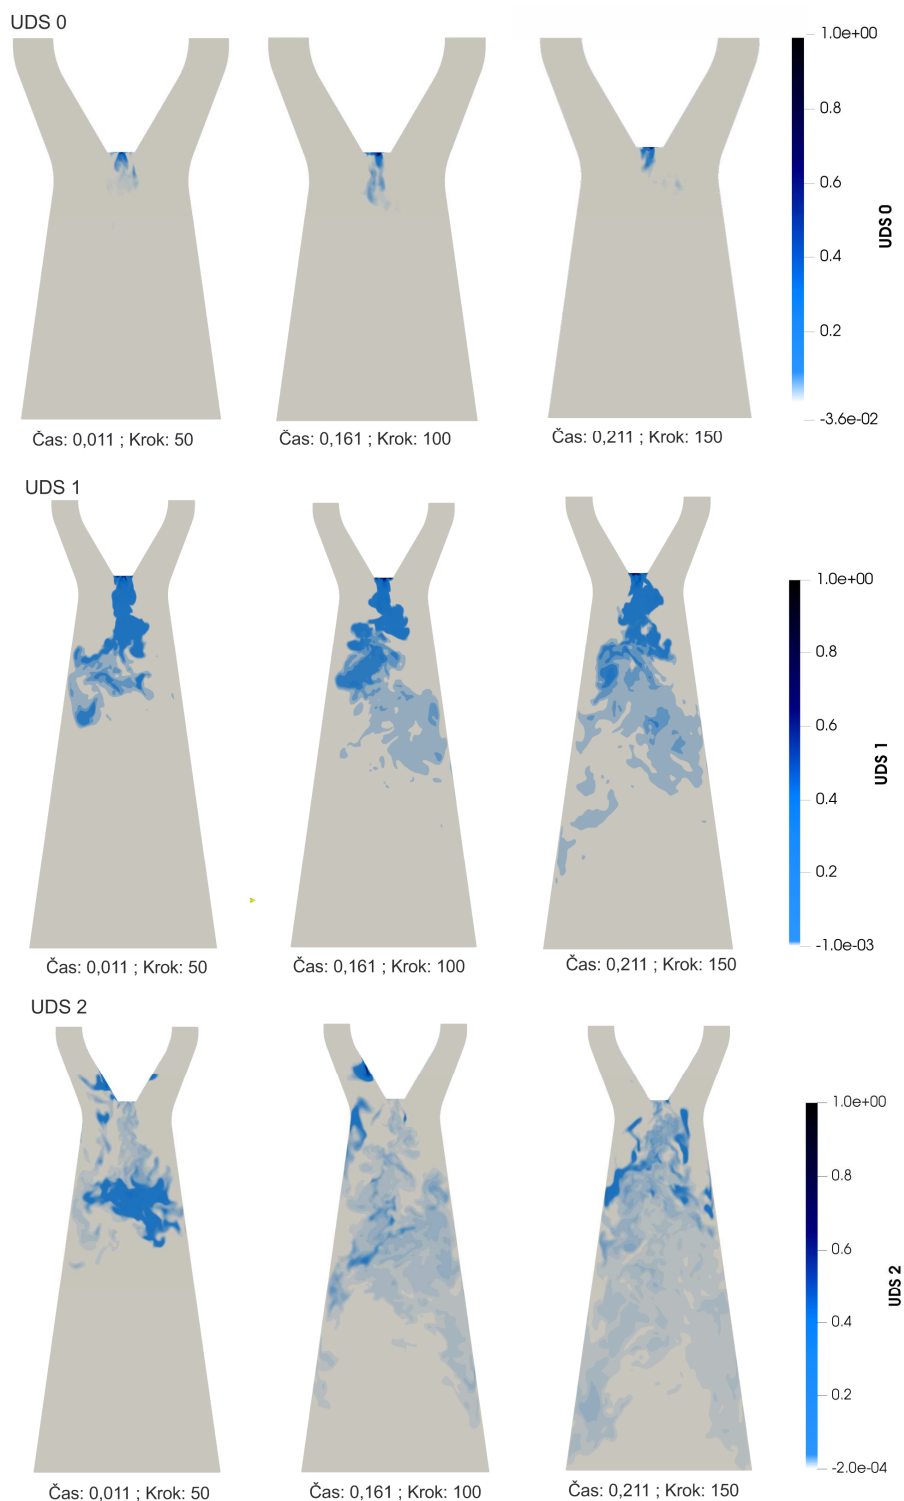 UDS 0
1.0e+00
0.8
0.6
0.4
0.2
-3.6e-02
UDS 0
Čas: 0,011 ; Krok: 50
Čas: 0,161 ; Krok: 100
Čas: 0,211 ; Krok: 150
UDS 1
1.0e+00
0.8
0.6
0.4
0.2
-1.0e-03
UDS 1
Čas: 0,011 ; Krok: 50
Čas: 0,161 ; Krok: 100
Čas: 0,211 ; Krok: 150
UDS 2
1.0e+00
0.8
0.6
0.4
0.2
-2.0e-04
UDS 2
Čas: 0,011 ; Krok: 50
Čas: 0,161 ; Krok: 100
Čas: 0,211 ; Krok: 150